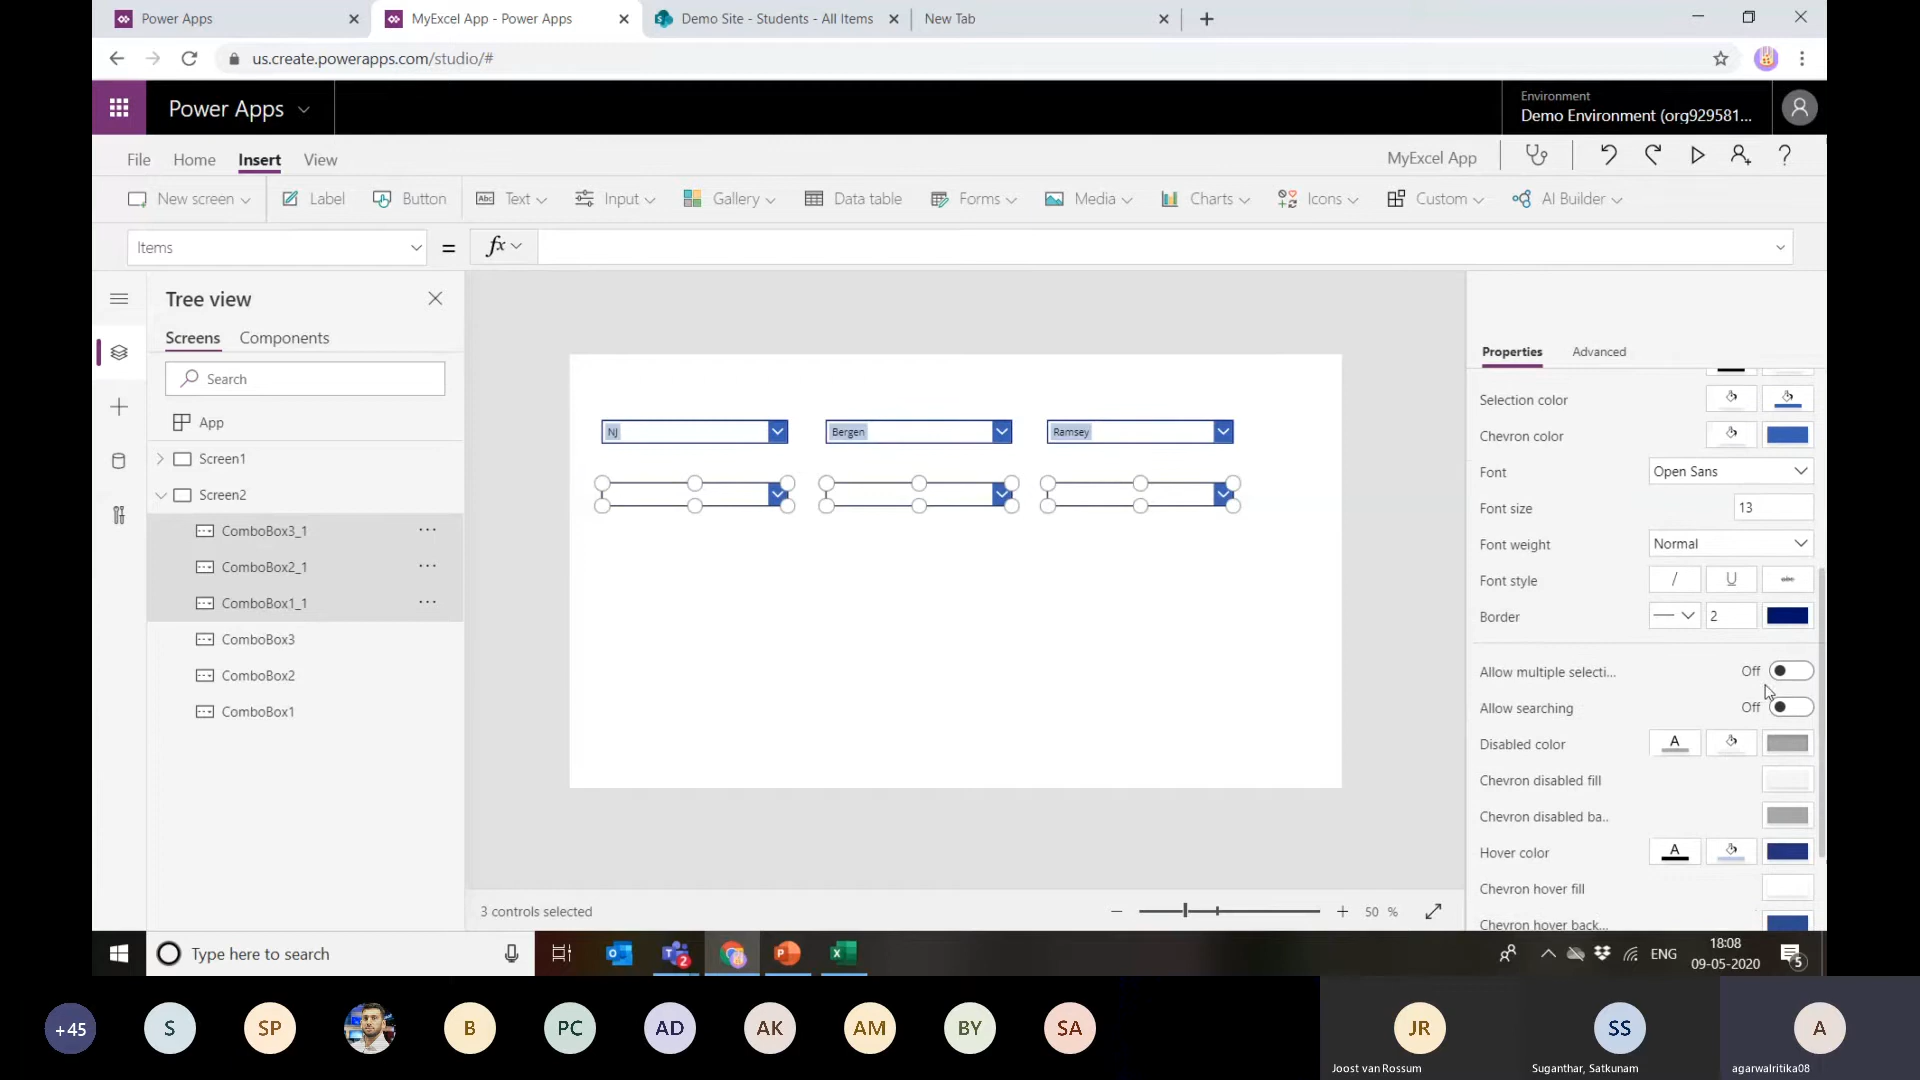 Power Apps
MyExcel App - Power Apps
Demo Site - Students - All Items
New Tab
us.create.powerapps.com/studio/#
Power Apps
Environment
Demo Environment (org929581...
File
Home
Insert
View
MyExcel App
New screen
Label
Button
Text
Input
Gallery
Data table
Forms
Media
Charts
Icons
Custom
AI Builder
Items
=
fx
Tree view
Screens
Components
Search
App
Screen1
Screen2
ComboBox3_1
ComboBox2_1
ComboBox1_1
ComboBox3
ComboBox2
ComboBox1
NJ
Bergen
Ramsey
3 controls selected
50 %
Properties
Advanced
Selection color
Chevron color
Font
Open Sans
Font size
13
Font weight
Normal
Font style
/
U
abc
Border
2
Allow multiple selecti...
Off
Allow searching
Off
Disabled color
A
Chevron disabled fill
Chevron disabled ba..
Hover color
A
Chevron hover fill
Chevron hover back...
Type here to search
2
ENG
18:08
09-05-2020
5
+45
S
SP
B
PC
AD
AK
AM
BY
SA
JR
Joost van Rossum
SS
Suganthar, Satkunam
A
agarwalritika08